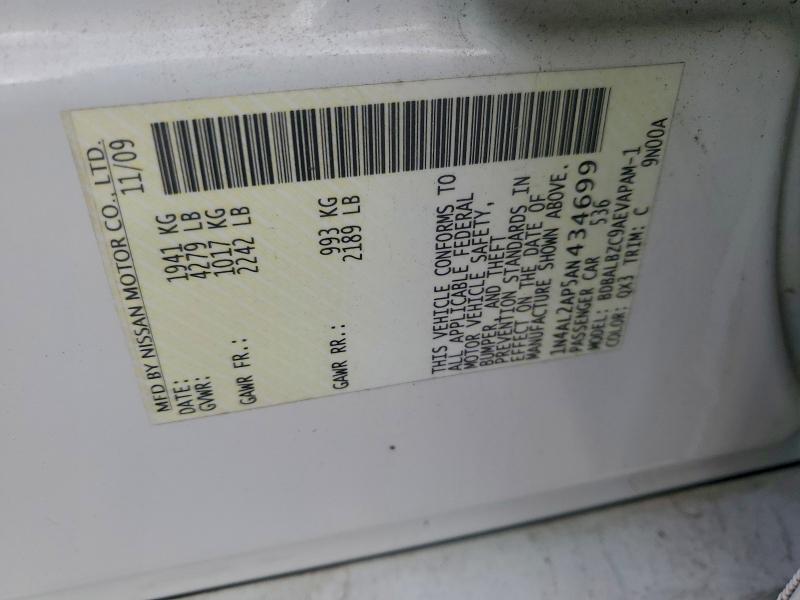 MFD BY NISSAN MOTOR CO., LTD.
DATE: 11/09
GVWR: 1941 KG
4279 LB
GAWR FR.: 1017 KG
2242 LB
GAWR RR.: 993 KG
2189 LB
THIS VEHICLE CONFORMS TO
ALL APPLICABLE FEDERAL
MOTOR VEHICLE SAFETY,
BUMPER, AND THEFT
PREVENTION STANDARDS IN
EFFECT ON THE DATE OF
MANUFACTURE SHOWN ABOVE.
1N4AL2AP5AN434699
PASSENGER CAR 536
MODEL: BDBALBZC9AEVAPAM-1
COLOR: QX3 TRIM: C 9N00A